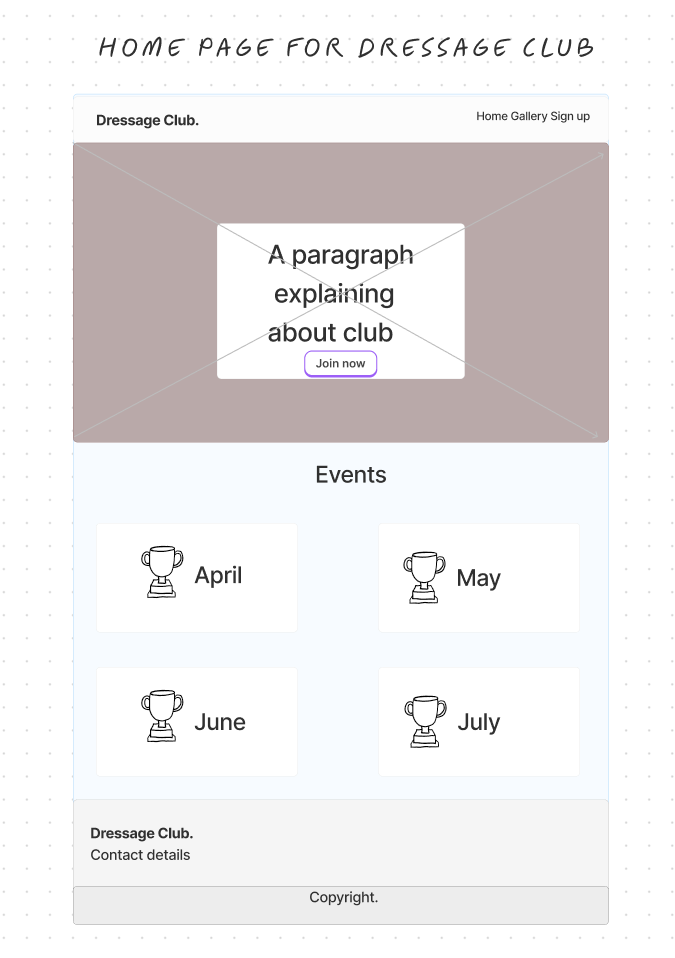 HOME PAGE FOR DRESSAGE CLUB
Dressage Club.
Home Gallery Sign up
A paragraph
explaining
about club
Join now
Events
April
May
June
July
Dressage Club.
Contact details
Copyright.